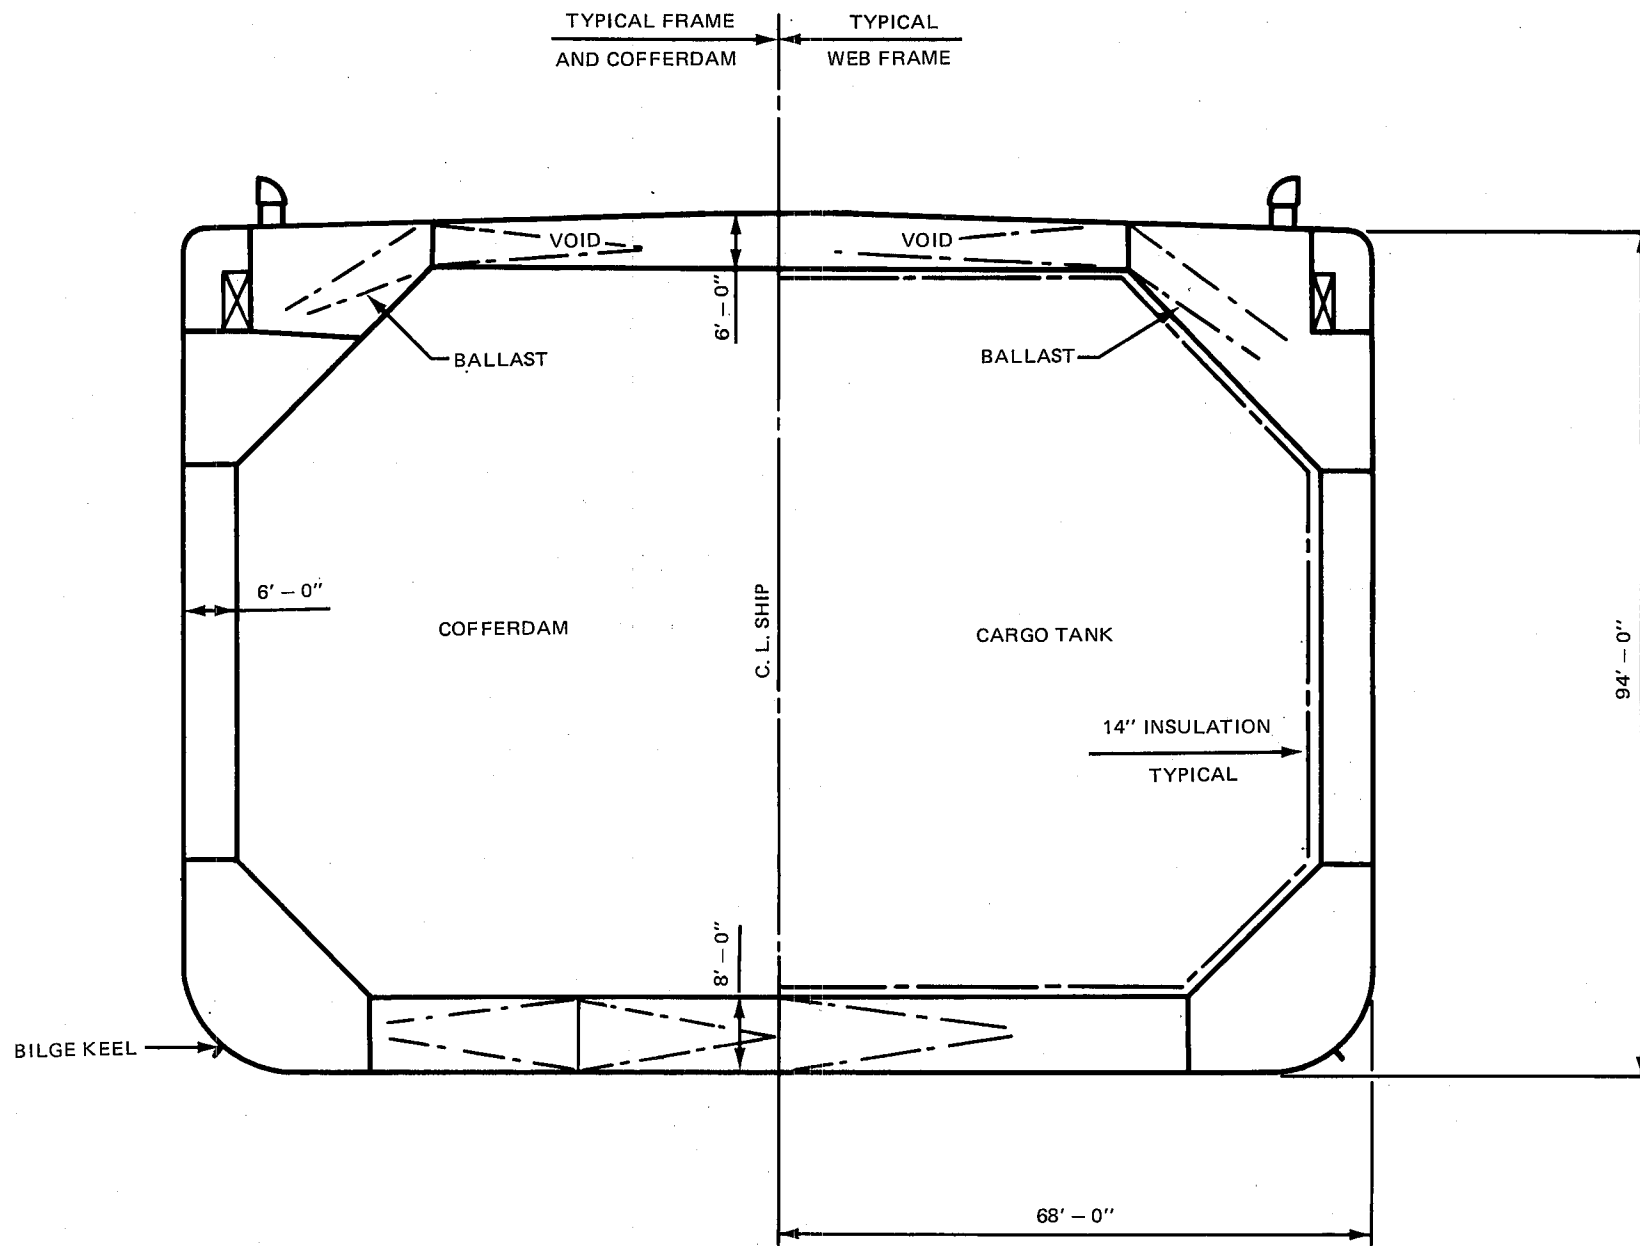 TYPICAL FRAME
AND COFFERDAM
TYPICAL
WEB FRAME
VOID
VOID
6' – 0"
BALLAST
BALLAST
6' – 0"
COFFERDAM
C. L. SHIP
CARGO TANK
94' – 0"
14" INSULATION
TYPICAL
8' – 0"
BILGE KEEL
68' – 0"